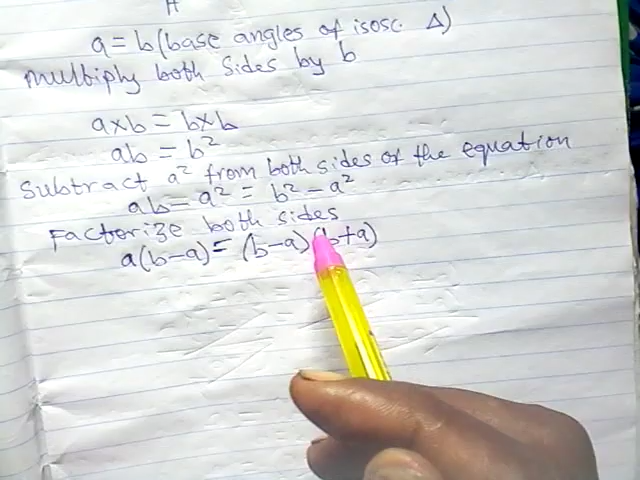 H
a = b (base angles of isosc. Δ)
multiply both sides by b
a×b = b×b
ab = b²
Subtract a² from both sides of the equation
ab - a² = b² - a²
Factorize both sides
a(b-a) = (b-a)(b+a)